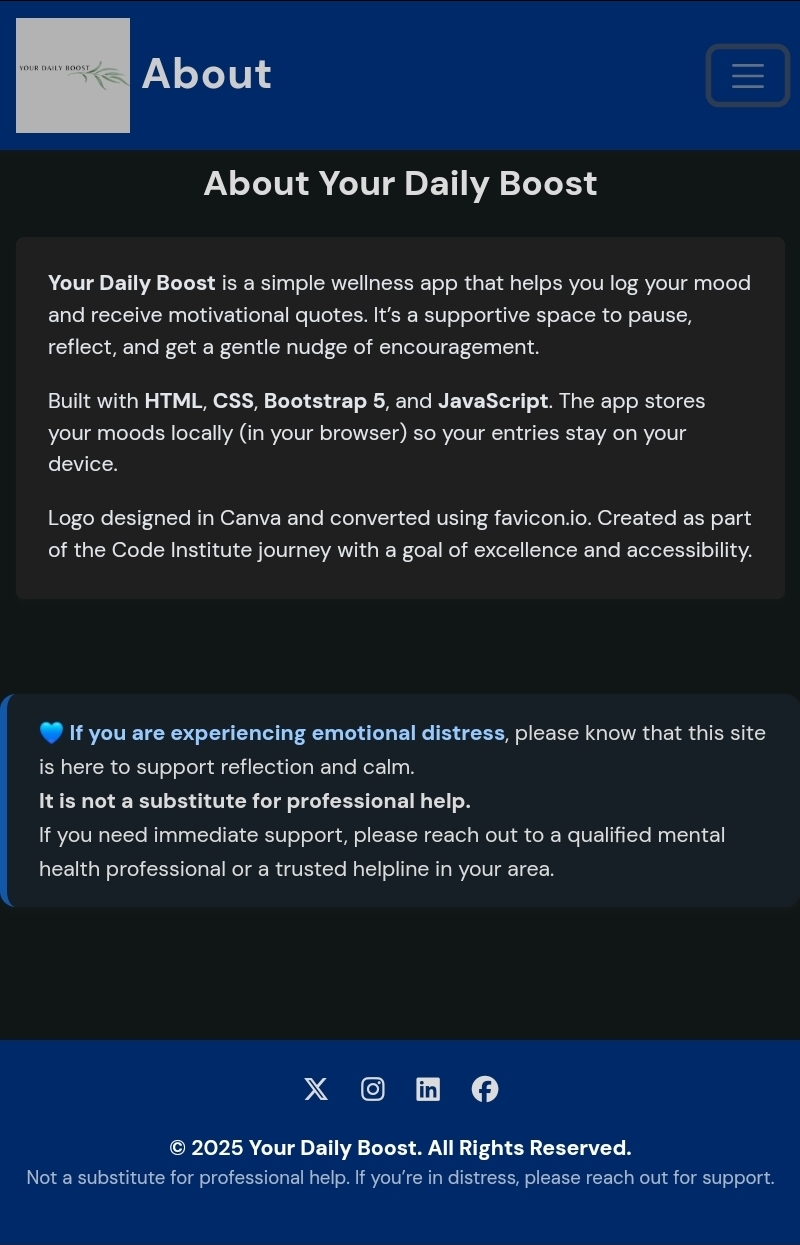 YOUR DAILY BOOST
About
About Your Daily Boost
Your Daily Boost is a simple wellness app that helps you log your mood
and receive motivational quotes. It’s a supportive space to pause,
reflect, and get a gentle nudge of encouragement.
Built with HTML, CSS, Bootstrap 5, and JavaScript. The app stores
your moods locally (in your browser) so your entries stay on your
device.
Logo designed in Canva and converted using favicon.io. Created as part
of the Code Institute journey with a goal of excellence and accessibility.
💙 If you are experiencing emotional distress, please know that this site
is here to support reflection and calm.
It is not a substitute for professional help.
If you need immediate support, please reach out to a qualified mental
health professional or a trusted helpline in your area.
© 2025 Your Daily Boost. All Rights Reserved.
Not a substitute for professional help. If you’re in distress, please reach out for support.